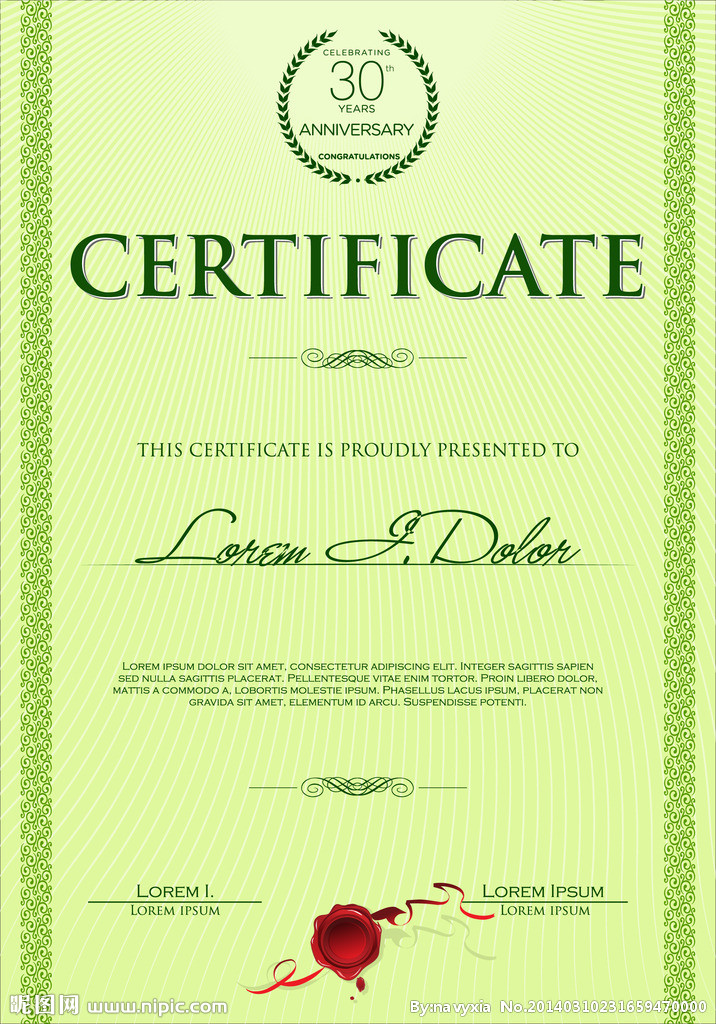 CELEBRATING
30th
YEARS
ANNIVERSARY
CONGRATULATIONS
CERTIFICATE
THIS CERTIFICATE IS PROUDLY PRESENTED TO
Lorem I. Dolor
Lorem ipsum dolor sit amet, consectetur adipiscing elit. Integer sagittis sapien
sed nulla sagittis placerat. Pellentesque vitae enim tortor. Proin libero dolor,
mattis a commodo a, lobortis molestie ipsum. Phasellus lacus ipsum, placerat non
gravida sit amet, elementum id arcu. Suspendisse potenti.
Lorem I.
Lorem ipsum
Lorem Ipsum
Lorem ipsum
昵图网 www.nipic.com
By:navyxia No.20140310231659470000